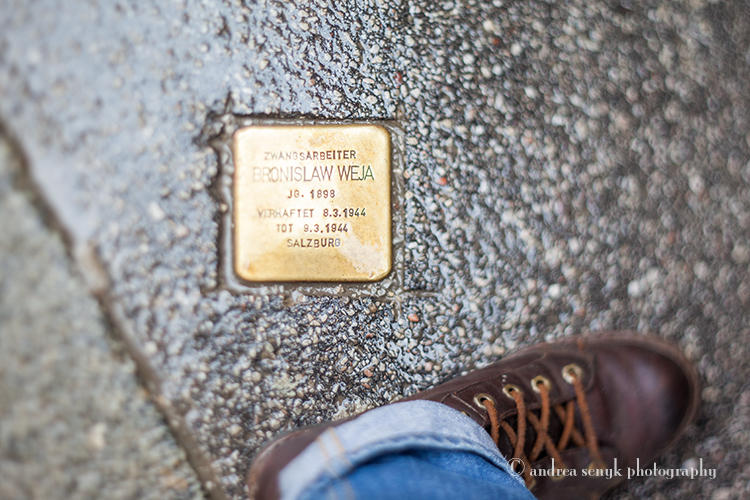 ZWANGSARBEITER
BRONISLAW WEJA
JG. 1898
VERHAFTET 8.3.1944
TOT 9.3.1944
SALZBURG
© andrea senyk photography